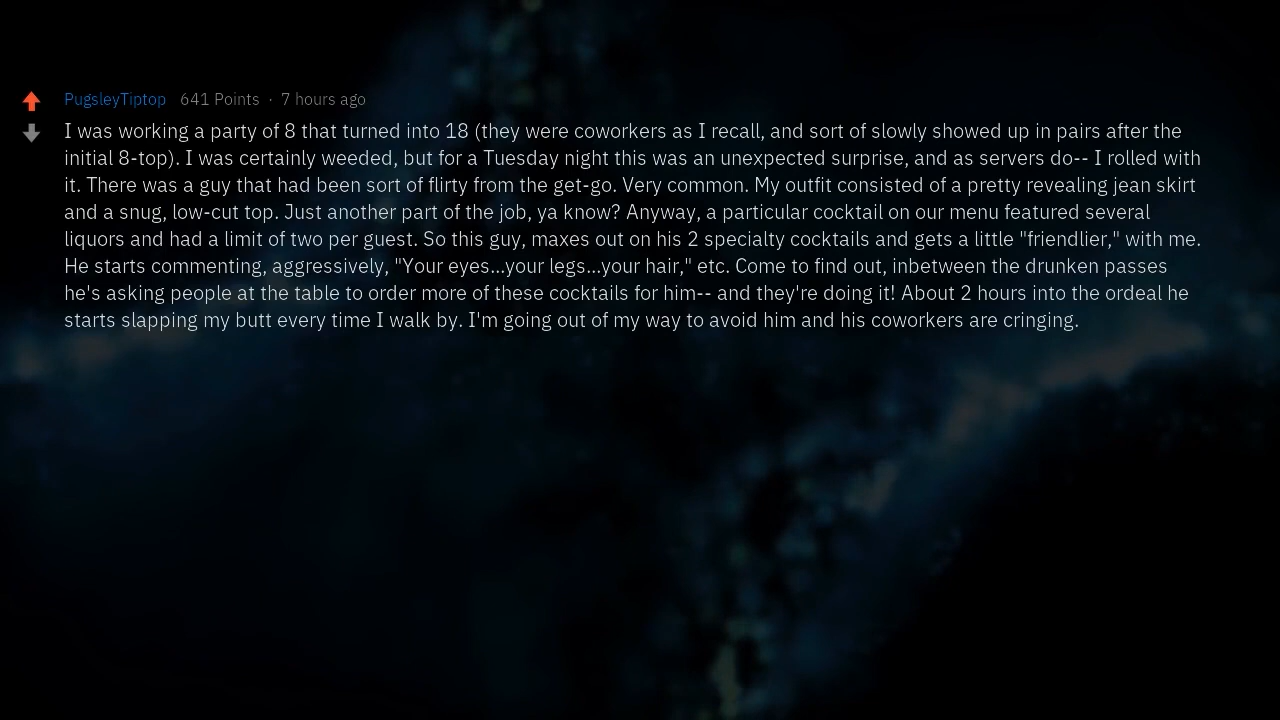 PugsleyTiptop 641 Points · 7 hours ago
I was working a party of 8 that turned into 18 (they were coworkers as I recall, and sort of slowly showed up in pairs after the
initial 8-top). I was certainly weeded, but for a Tuesday night this was an unexpected surprise, and as servers do-- I rolled with
it. There was a guy that had been sort of flirty from the get-go. Very common. My outfit consisted of a pretty revealing jean skirt
and a snug, low-cut top. Just another part of the job, ya know? Anyway, a particular cocktail on our menu featured several
liquors and had a limit of two per guest. So this guy, maxes out on his 2 specialty cocktails and gets a little "friendlier," with me.
He starts commenting, aggressively, "Your eyes...your legs...your hair," etc. Come to find out, inbetween the drunken passes
he's asking people at the table to order more of these cocktails for him-- and they're doing it! About 2 hours into the ordeal he
starts slapping my butt every time I walk by. I'm going out of my way to avoid him and his coworkers are cringing.